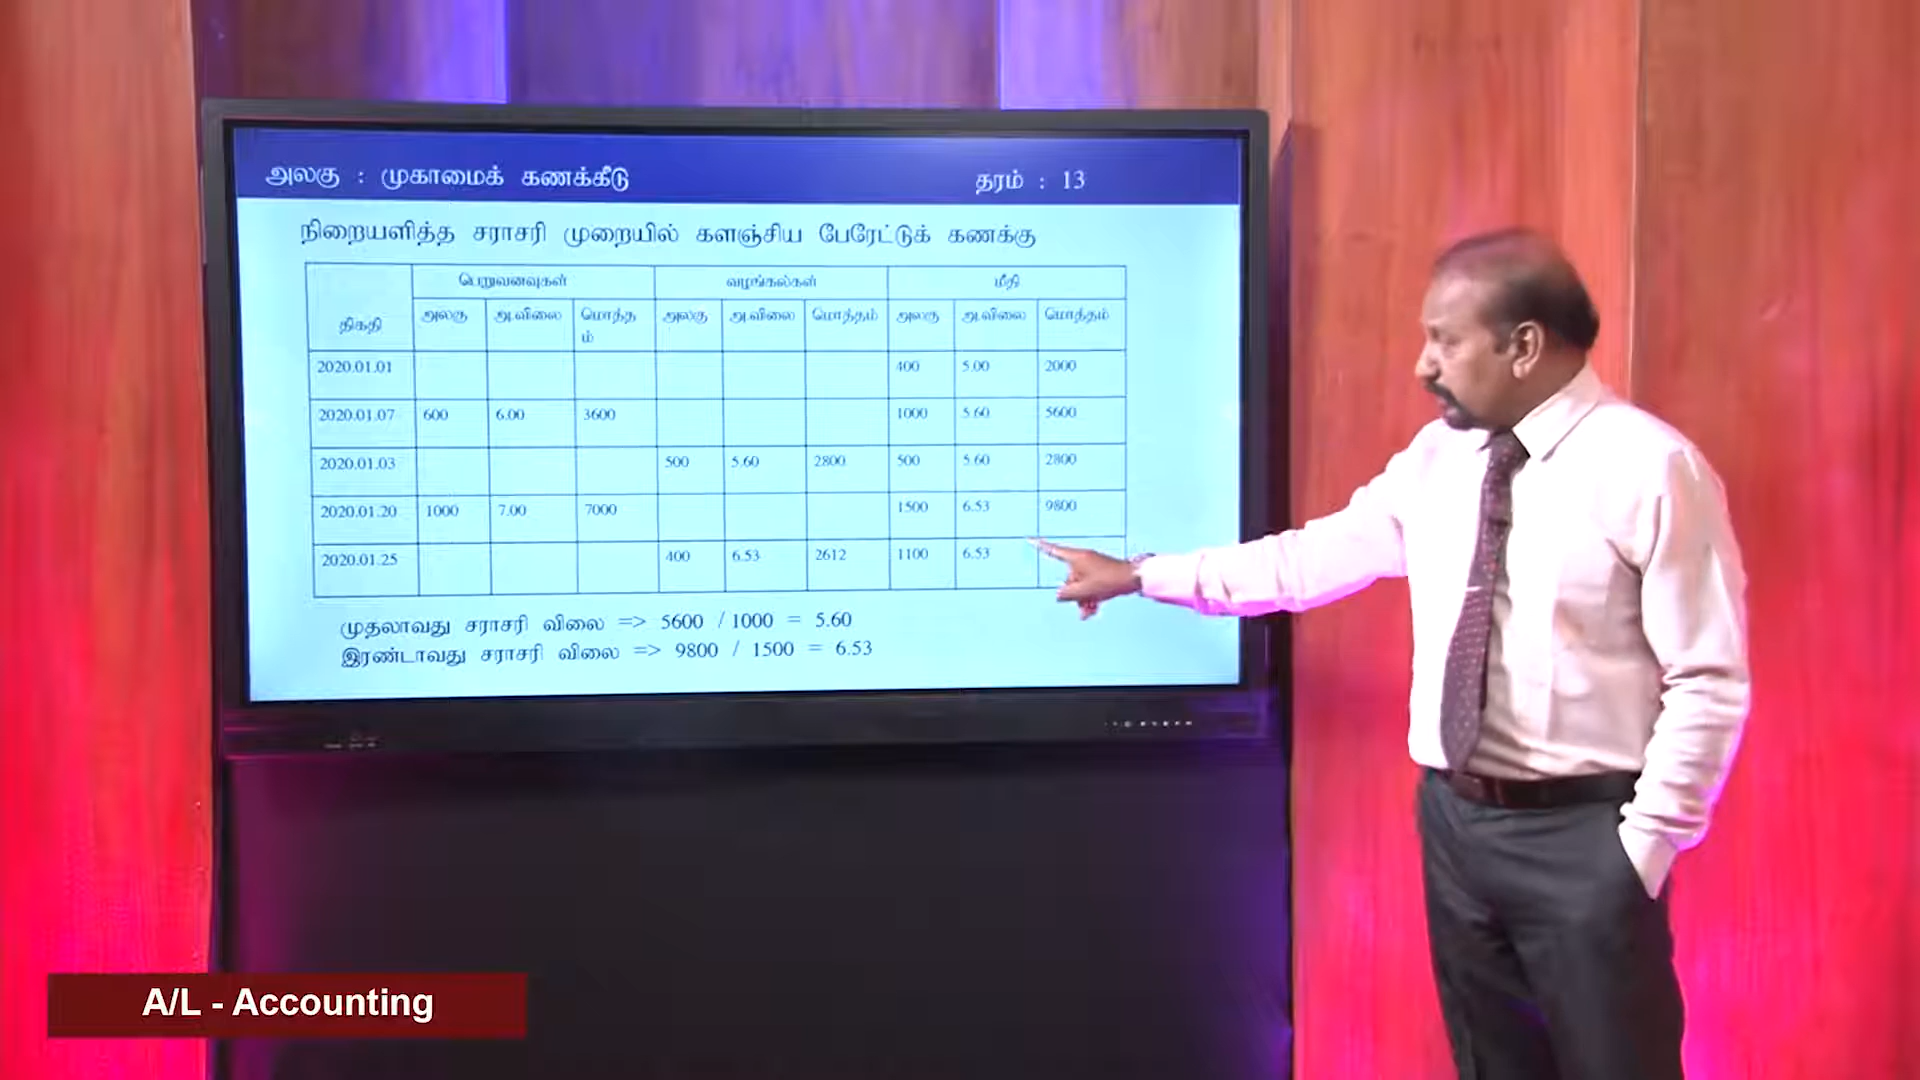 அலகு : முகாமைக் கணக்கீடு தரம் : 13
நிறையளித்த சராசரி முறையில் களஞ்சிய பேரேட்டுக் கணக்கு
திகதி பெறுவனவுகள் வழங்கல்கள் மீதி
அலகு அ.விலை மொத்த அலகு அ.விலை மொத்தம் அலகு அ.விலை மொத்தம்
ம்
2020.01.01 400 5.00 2000
2020.01.07 600 6.00 3600 1000 5.60 5600
2020.01.03 500 5.60 2800 500 5.60 2800
2020.01.20 1000 7.00 7000 1500 6.53 9800
2020.01.25 400 6.53 2612 1100 6.53
முதலாவது சராசரி விலை => 5600 / 1000 = 5.60
இரண்டாவது சராசரி விலை => 9800 / 1500 = 6.53
A/L - Accounting